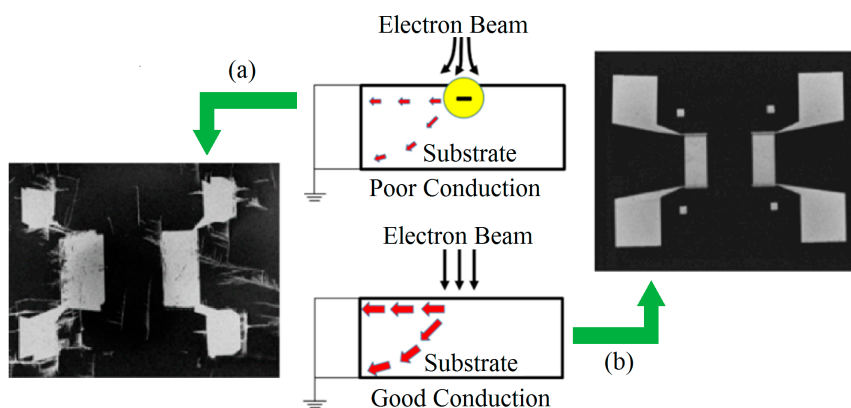 Electron Beam
(a)
Substrate
Poor Conduction
Electron Beam
Substrate
(b)
Good Conduction